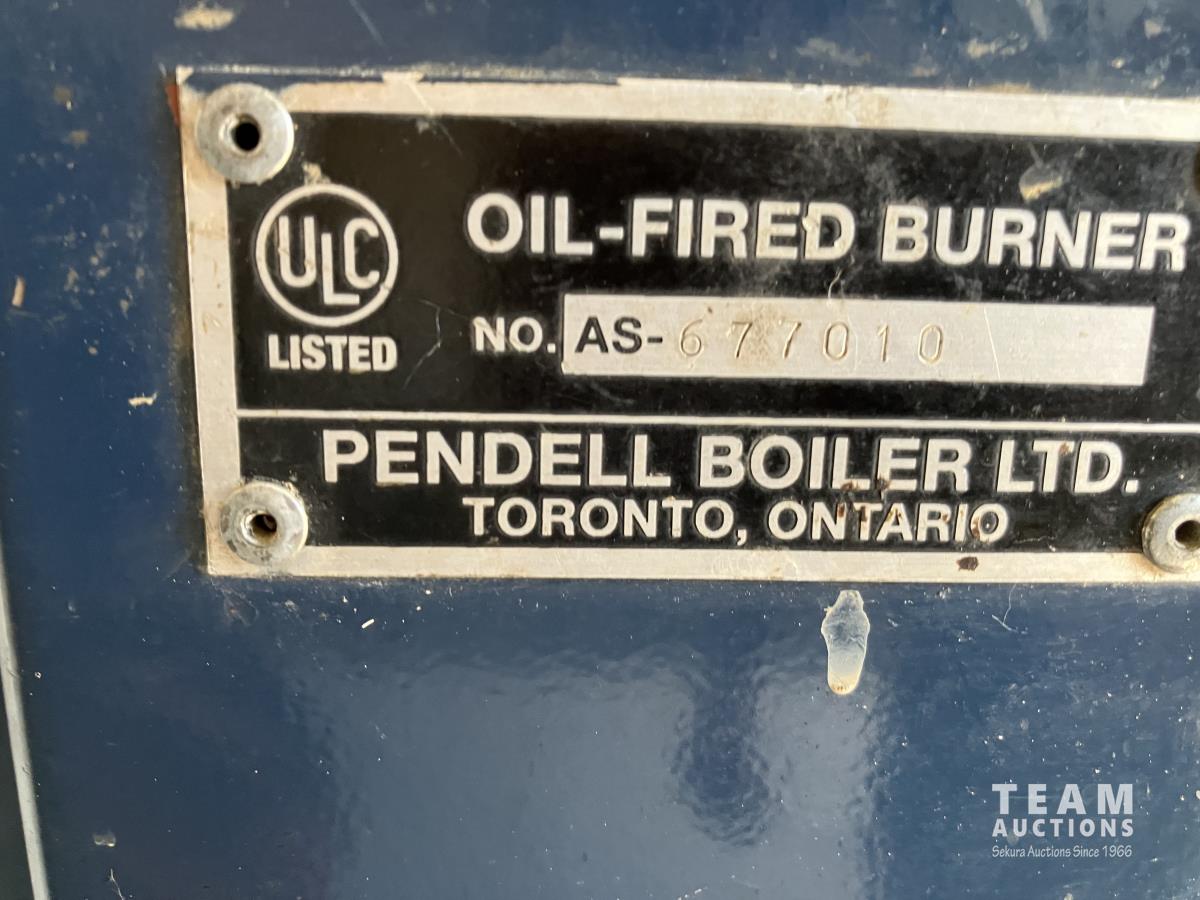 ULC
LISTED
OIL-FIRED BURNER
NO. AS-677010
PENDELL BOILER LTD.
TORONTO, ONTARIO
TEAM
AUCTIONS
Sekura Auctions Since 1966